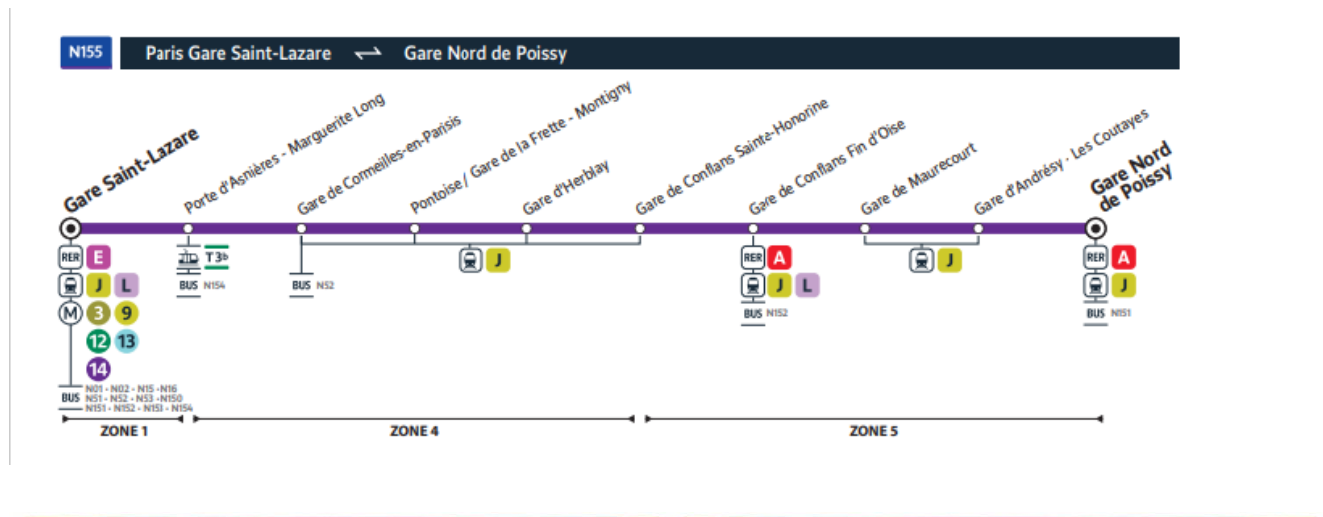 N155 Paris Gare Saint-Lazare ⇌ Gare Nord de Poissy
Gare Saint-Lazare
Porte d'Asnières - Marguerite Long
Gare de Cormeilles-en-Parisis
Pontoise / Gare de la Frette - Montigny
Gare d'Herblay
Gare de Conflans Sainte-Honorine
Gare de Conflans Fin d'Oise
Gare de Maurecourt
Gare d'Andrésy - Les Coutayes
Gare Nord
de Poissy
RER E
J L
M 3 9
12 13
14
BUS N01 - N02 - N15 - N16
N51 - N52 - N53 - N150
N151 - N152 - N153 - N154
T3b
BUS N154
BUS N52
J
RER A
J L
BUS N152
J
RER A
J
BUS N151
ZONE 1
ZONE 4
ZONE 5